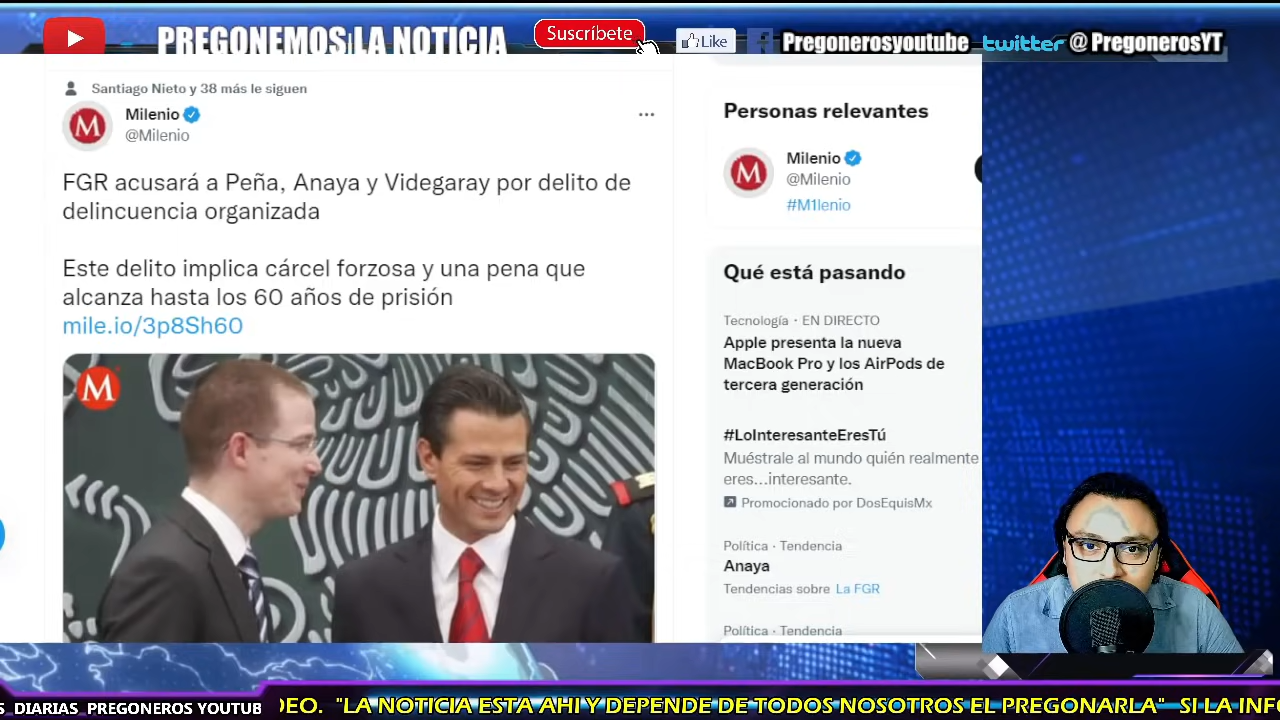 PREGONEMOS LA NOTICIA
Suscríbete
Like
Pregonerosyoutube
twitter @PregonerosYT
Santiago Nieto y 38 más le siguen
Milenio
@Milenio
FGR acusará a Peña, Anaya y Videgaray por delito de
delincuencia organizada
Este delito implica cárcel forzosa y una pena que
alcanza hasta los 60 años de prisión
mile.io/3p8Sh6O
M
Personas relevantes
Milenio
@Milenio
#M1lenio
Qué está pasando
Tecnología · EN DIRECTO
Apple presenta la nueva
MacBook Pro y los AirPods de
tercera generación
#LoInteresanteEresTú
Muéstrale al mundo quién realmente
eres...interesante.
Promocionado por DosEquisMx
Política · Tendencia
Anaya
Tendencias sobre La FGR
Política · Tendencia
S_DIARIAS_PREGONEROS YOUTUB
DEO. "LA NOTICIA ESTA AHI Y DEPENDE DE TODOS NOSOTROS EL PREGONARLA" SI LA INFO